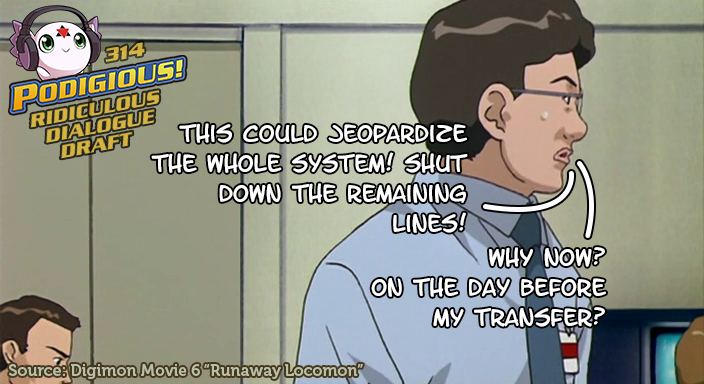 314
PODIGIOUS!
RIDICULOUS
DIALOGUE
DRAFT
THIS COULD JEOPARDIZE
THE WHOLE SYSTEM! SHUT
DOWN THE REMAINING
LINES!
WHY NOW?
ON THE DAY BEFORE
MY TRANSFER?
Source: Digimon Movie 6 “Runaway Locomon”